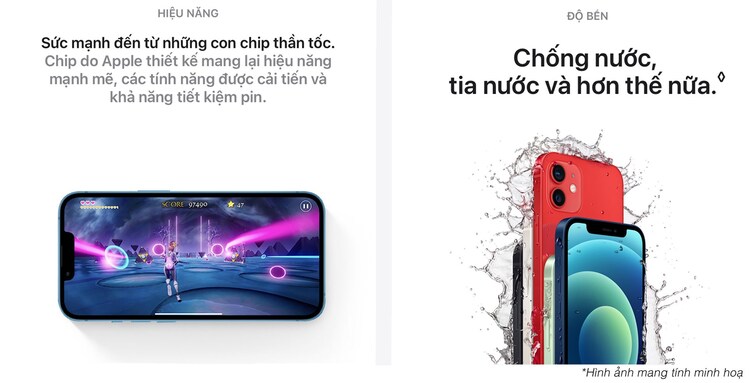 HIỆU NĂNG
Sức mạnh đến từ những con chip thần tốc.
Chip do Apple thiết kế mang lại hiệu năng
mạnh mẽ, các tính năng được cải tiến và
khả năng tiết kiệm pin.
SCORE: 97490
47
ĐỘ BỀN
Chống nước,
tia nước và hơn thế nữa.◊
*Hình ảnh mang tính minh hoạ